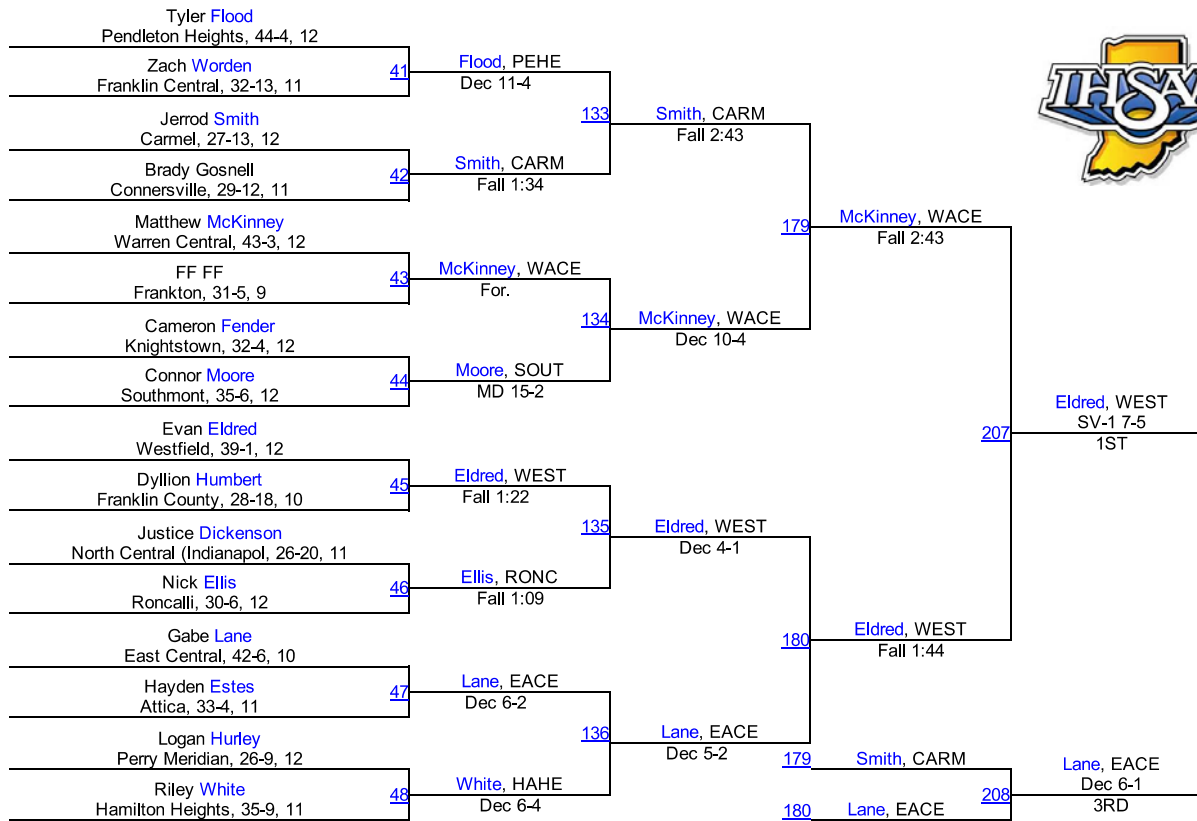 Tyler Flood
Pendleton Heights, 44-4, 12
Zach Worden
Franklin Central, 32-13, 11
Jerrod Smith
Carmel, 27-13, 12
Brady Gosnell
Connersville, 29-12, 11
Matthew McKinney
Warren Central, 43-3, 12
FF FF
Frankton, 31-5, 9
Cameron Fender
Knightstown, 32-4, 12
Connor Moore
Southmont, 35-6, 12
Evan Eldred
Westfield, 39-1, 12
Dyllion Humbert
Franklin County, 28-18, 10
Justice Dickenson
North Central (Indianapol, 26-20, 11
Nick Ellis
Roncalli, 30-6, 12
Gabe Lane
East Central, 42-6, 10
Hayden Estes
Attica, 33-4, 11
Logan Hurley
Perry Meridian, 26-9, 12
Riley White
Hamilton Heights, 35-9, 11
41
Flood, PEHE
Dec 11-4
42
Smith, CARM
Fall 1:34
43
McKinney, WACE
For.
44
Moore, SOUT
MD 15-2
45
Eldred, WEST
Fall 1:22
46
Ellis, RONC
Fall 1:09
47
Lane, EACE
Dec 6-2
48
White, HAHE
Dec 6-4
133
Smith, CARM
Fall 2:43
134
McKinney, WACE
Dec 10-4
135
Eldred, WEST
Dec 4-1
136
Lane, EACE
Dec 5-2
179
McKinney, WACE
Fall 2:43
180
Eldred, WEST
Fall 1:44
207
Eldred, WEST
SV-1 7-5
1ST
179
Smith, CARM
180
Lane, EACE
208
Lane, EACE
Dec 6-1
3RD
IHSAA